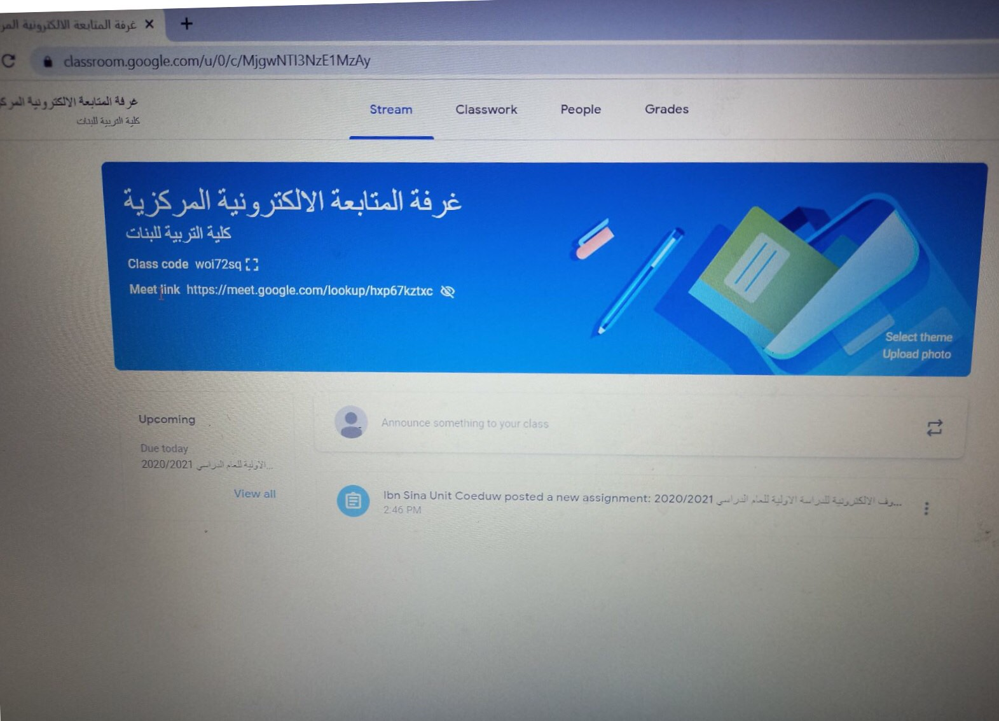 غرفة المتابعة الالكترونية المر
classroom.google.com/u/0/c/MjgwNTI3NzE1MzAy
غرفة المتابعة الالكترونية المركز
كلية التربية للبنات
Stream
Classwork
People
Grades
غرفة المتابعة الالكترونية المركزية
كلية التربية للبنات
Class code woi72sq
Meet link https://meet.google.com/lookup/hxp67kztxc
Select theme
Upload photo
Upcoming
Due today
2020/2021 الاولية للعام الدراسي...
View all
Announce something to your class
Ibn Sina Unit Coeduw posted a new assignment: 2020/2021 وف الالكترونية للدراسة الاولية للعام الدراسي...
2:46 PM